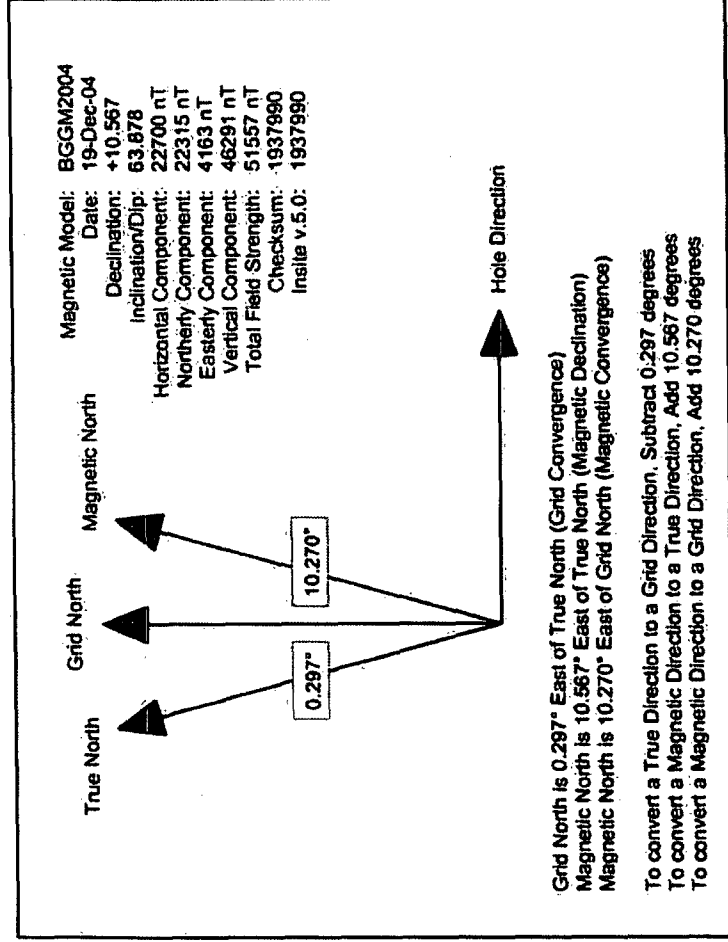 True North
Grid North
Magnetic North
Magnetic Model: BGGM2004
Date: 19-Dec-04
Declination: +10.567
Inclination/Dip: 63.878
Horizontal Component: 22700 nT
Northerly Component: 22315 nT
Easterly Component: 4163 nT
Vertical Component: 46291 nT
Total Field Strength: 51557 nT
Checksum: 1937990
Insite v.5.0: 1937990
0.297°
10.270°
Hole Direction
Grid North is 0.297° East of True North (Grid Convergence)
Magnetic North is 10.567° East of True North (Magnetic Declination)
Magnetic North is 10.270° East of Grid North (Magnetic Convergence)
To convert a True Direction to a Grid Direction, Subtract 0.297 degrees
To convert a Magnetic Direction to a True Direction, Add 10.567 degrees
To convert a Magnetic Direction to a Grid Direction, Add 10.270 degrees